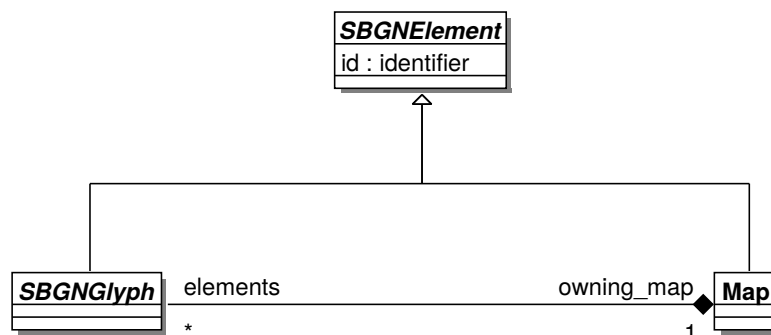 SBGNElement
id : identifier
SBGNGlyph
elements
owning_map
Map
*
1